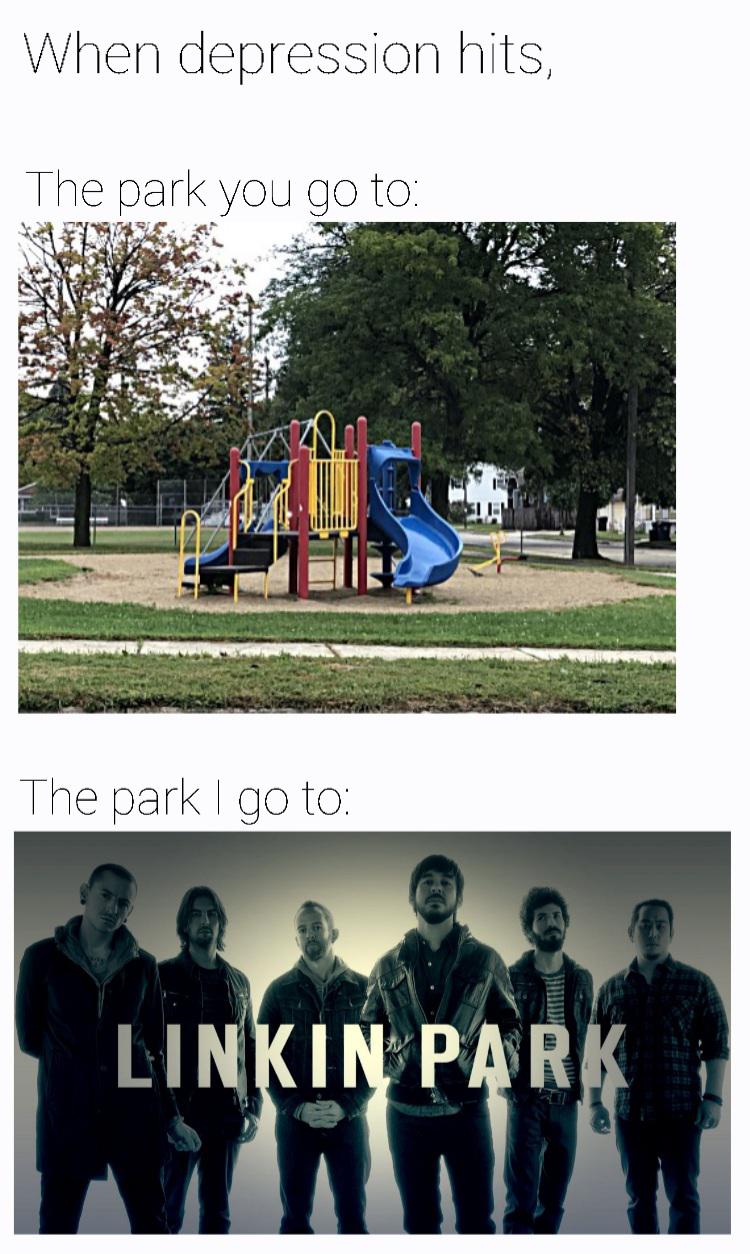 When depression hits,
The park you go to:
The park I go to:
LINKIN PARK